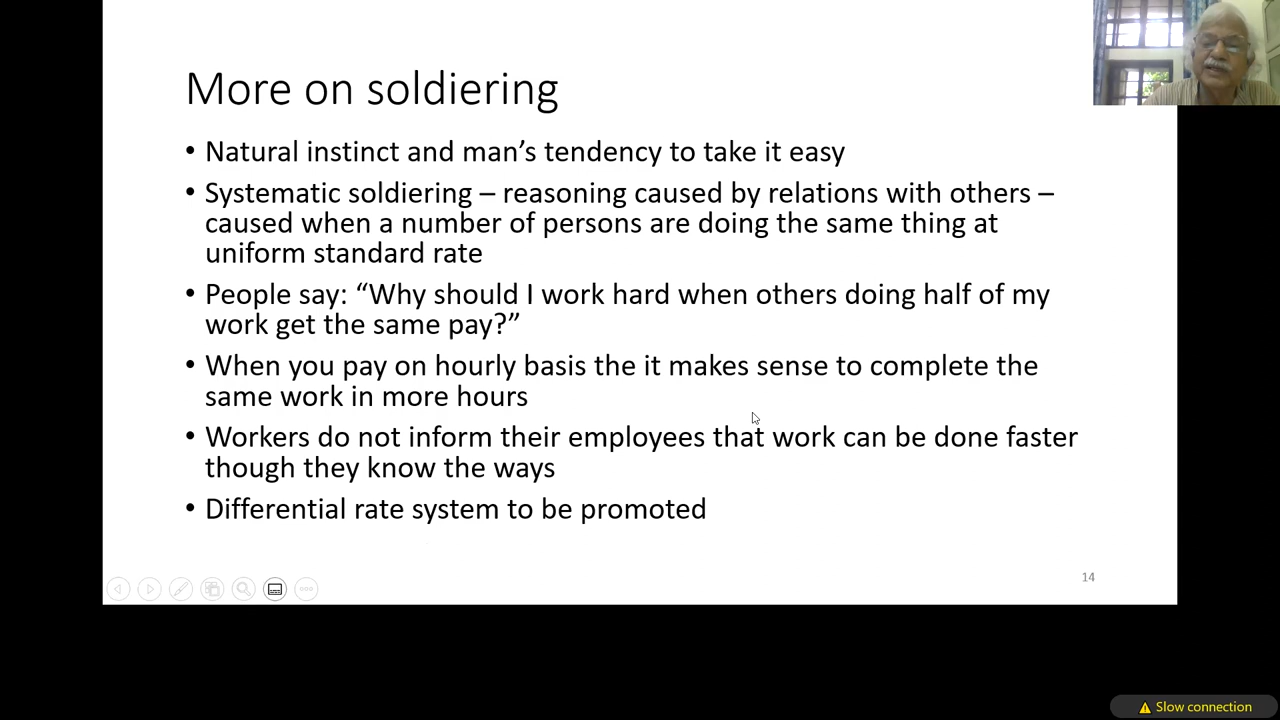 More on soldiering
• Natural instinct and man’s tendency to take it easy
• Systematic soldiering – reasoning caused by relations with others –
caused when a number of persons are doing the same thing at
uniform standard rate
• People say: “Why should I work hard when others doing half of my
work get the same pay?”
• When you pay on hourly basis the it makes sense to complete the
same work in more hours
• Workers do not inform their employees that work can be done faster
though they know the ways
• Differential rate system to be promoted
14
Slow connection